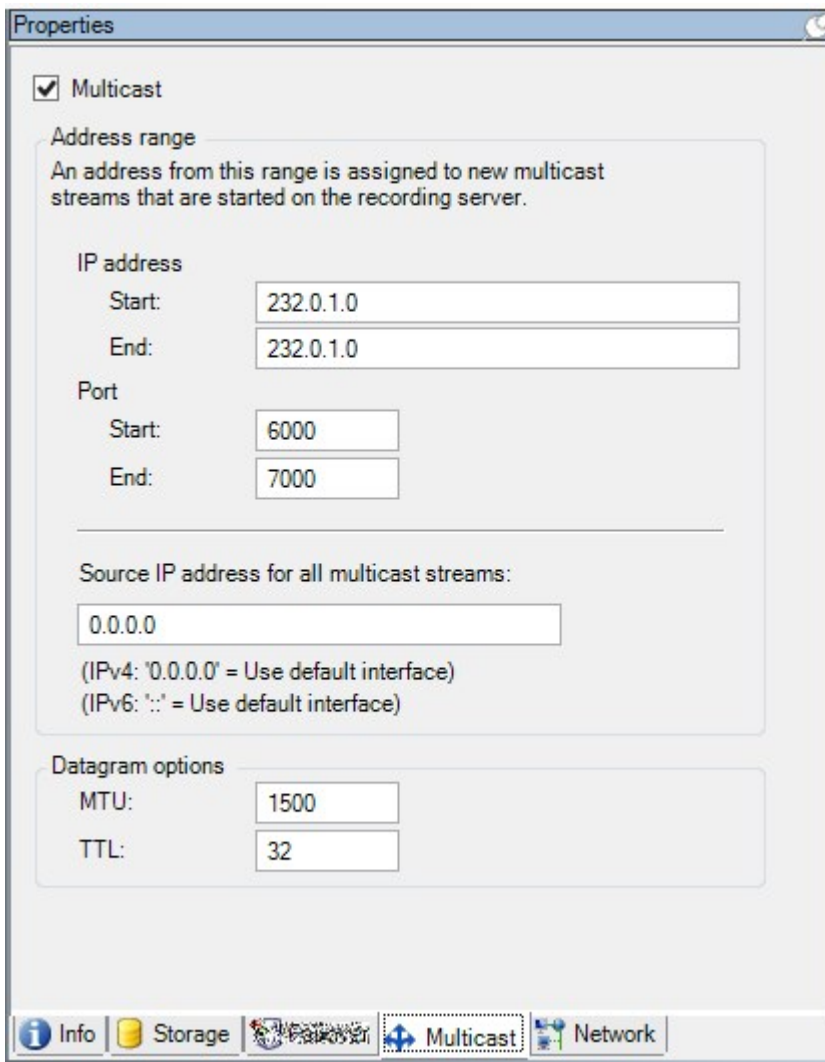 Properties
Multicast
Address range
An address from this range is assigned to new multicast
streams that are started on the recording server.
IP address
Start: 232.0.1.0
End: 232.0.1.0
Port
Start: 6000
End: 7000
Source IP address for all multicast streams:
0.0.0.0
(IPv4: '0.0.0.0' = Use default interface)
(IPv6: '::' = Use default interface)
Datagram options
MTU: 1500
TTL: 32
Info Storage Multicast Network